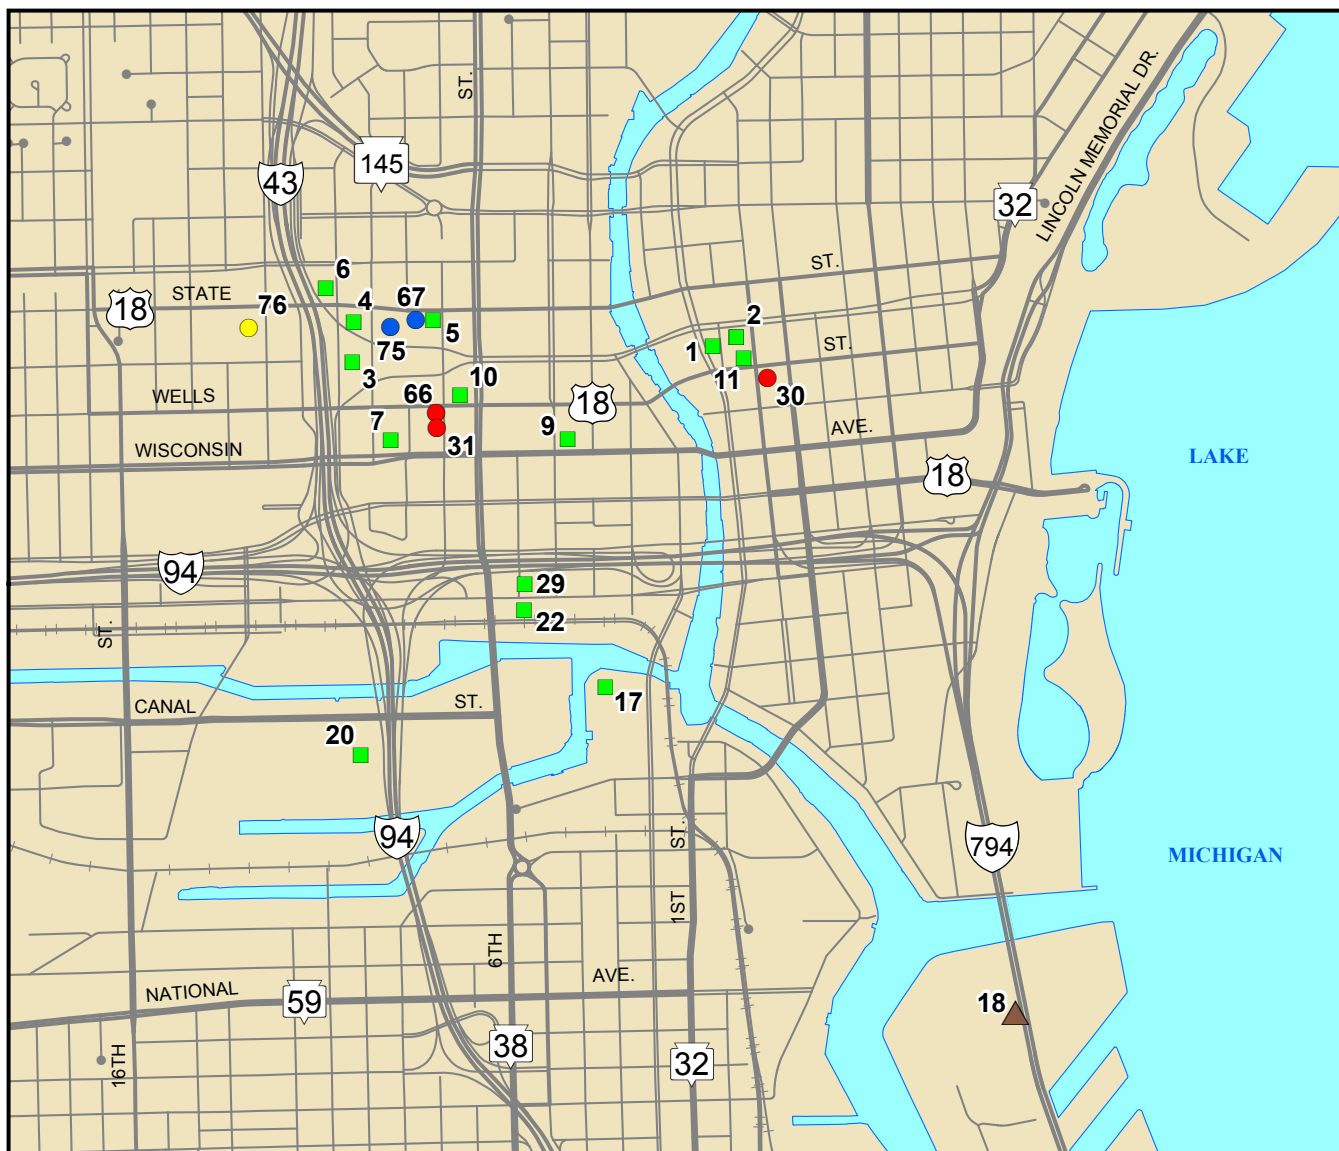 ST.
LINCOLN MEMORIAL DR.
145
43
32
ST.
6
STATE
18
76
4
67
5
75
2
1
ST.
11
3
10
30
WELLS
66
18
7
9
AVE.
WISCONSIN
31
LAKE
18
94
29
22
ST.
17
CANAL
ST.
20
94
ST.
794
MICHIGAN
1ST
6TH
AVE.
NATIONAL
59
18
38
32
16TH